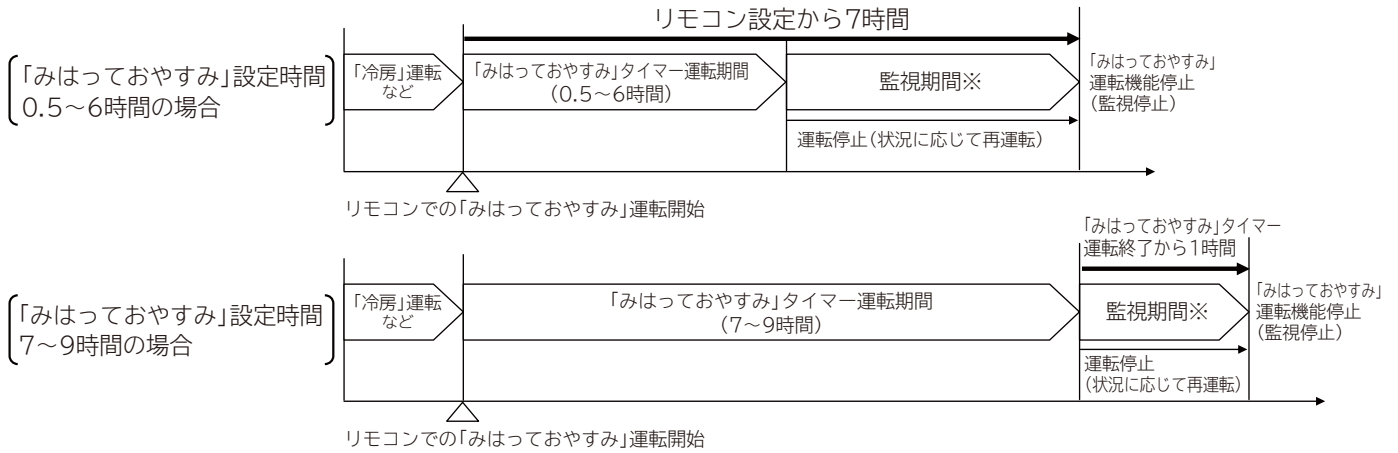 リモコン設定から7時間
「みはっておやすみ」設定時間
0.5～6時間の場合
「冷房」運転
など
「みはっておやすみ」タイマー運転期間
(0.5～6時間)
監視期間※
「みはっておやすみ」
運転機能停止
(監視停止)
運転停止(状況に応じて再運転)
リモコンでの「みはっておやすみ」運転開始
「みはっておやすみ」タイマー
運転終了から1時間
「みはっておやすみ」設定時間
7～9時間の場合
「冷房」運転
など
「みはっておやすみ」タイマー運転期間
(7～9時間)
監視期間※
「みはっておやすみ」
運転機能停止
(監視停止)
運転停止
(状況に応じて再運転)
リモコンでの「みはっておやすみ」運転開始